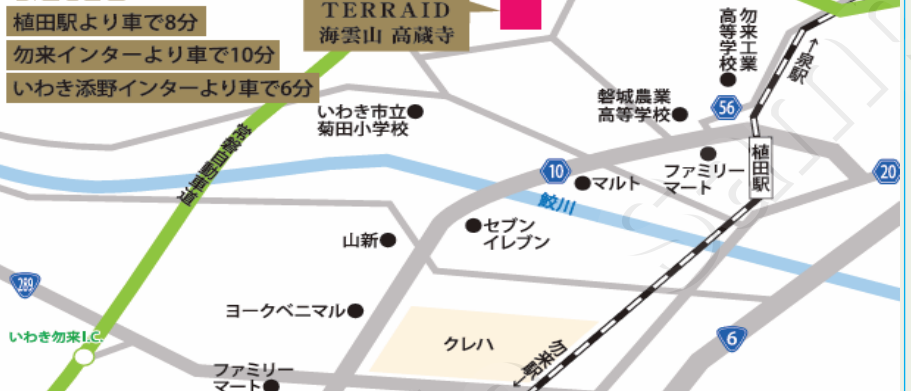 植田駅より車で8分
勿来インターより車で10分
いわき添野インターより車で6分
TERRAID
海雲山 高蔵寺
勿来工業
高等学校
↑泉駅
磐城農業
高等学校
56
いわき市立
菊田小学校
常磐自動車道
植田駅
ファミリー
マート
10
マルト
20
鮫川
セブン
イレブン
山新
289
ヨークベニマル
いわき勿来I.C.
クレハ
6
勿来駅↓
ファミリー
マート